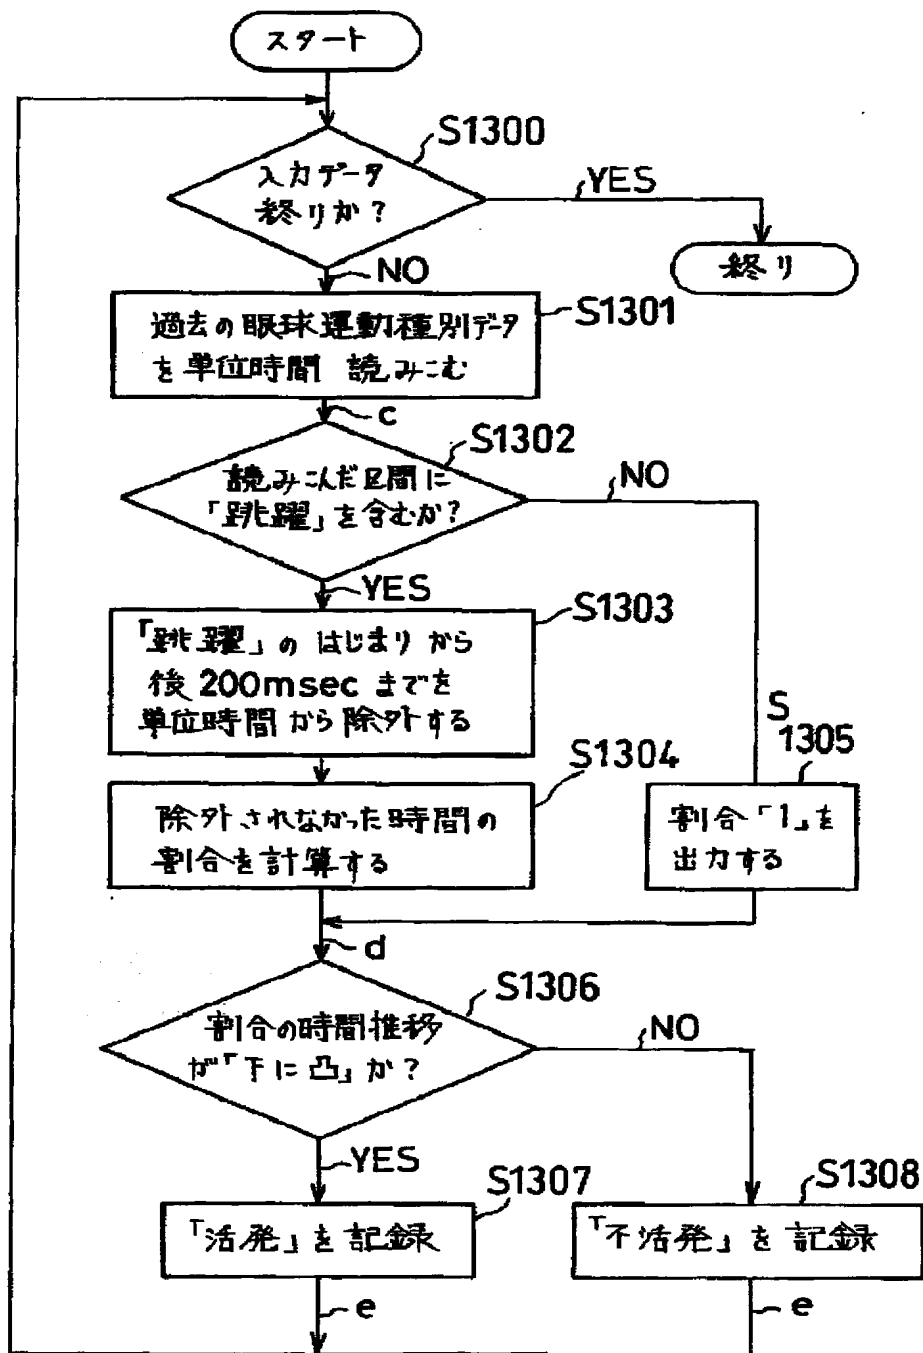 スタート
S1300
入力データ
終りか?
YES
終り
NO
S1301
過去の眼球運動種別データ
を単位時間 読みこむ
c
S1302
読みこんだ区間に
「跳躍」を含むか?
NO
YES
S1303
「跳躍」の はじまり から
後 200msec までを
単位時間 から 除外する
S1304
除外されなかった時間の
割合を計算する
S
1305
割合「1」を
出力する
d
S1306
割合の時間推移
が「下に凸」か?
NO
YES
S1307
「活発」を記録
S1308
「不活発」を記録
e
e